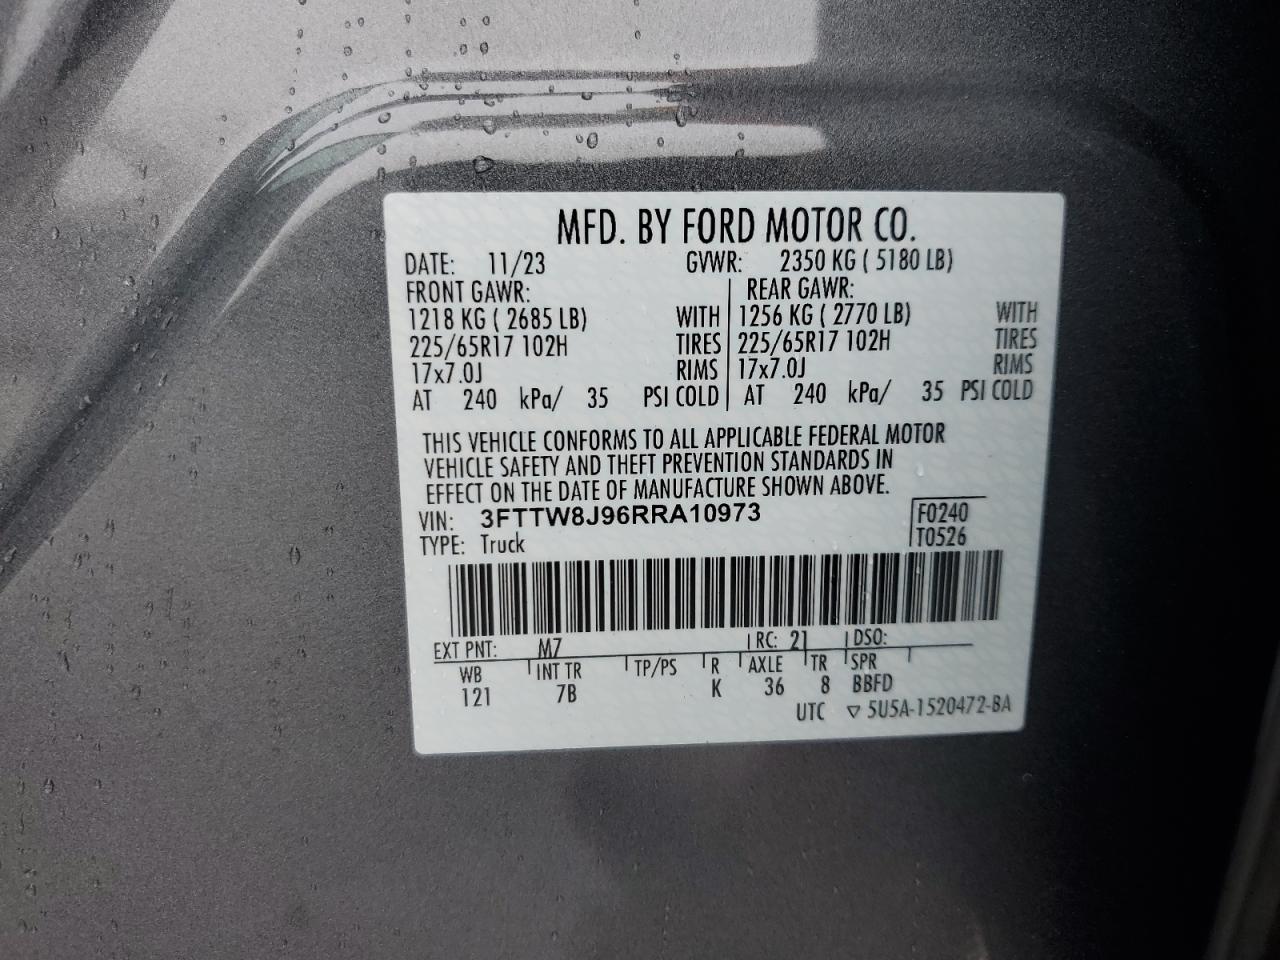 MFD. BY FORD MOTOR CO.
DATE: 11/23 GVWR: 2350 KG ( 5180 LB)
FRONT GAWR: REAR GAWR:
1218 KG ( 2685 LB) WITH 1256 KG ( 2770 LB) WITH
225/65R17 102H TIRES 225/65R17 102H TIRES
17x7.0J RIMS 17x7.0J RIMS
AT 240 kPa/ 35 PSI COLD AT 240 kPa/ 35 PSI COLD
THIS VEHICLE CONFORMS TO ALL APPLICABLE FEDERAL MOTOR
VEHICLE SAFETY AND THEFT PREVENTION STANDARDS IN
EFFECT ON THE DATE OF MANUFACTURE SHOWN ABOVE.
VIN: 3FTTW8J96RRA10973 F0240
TYPE: Truck T0526
EXT PNT: M7 RC: 21 DSO:
WB INT TR TP/PS R AXLE TR SPR
121 7B K 36 8 BBFD
UTC ▽ 5U5A-1520472-BA